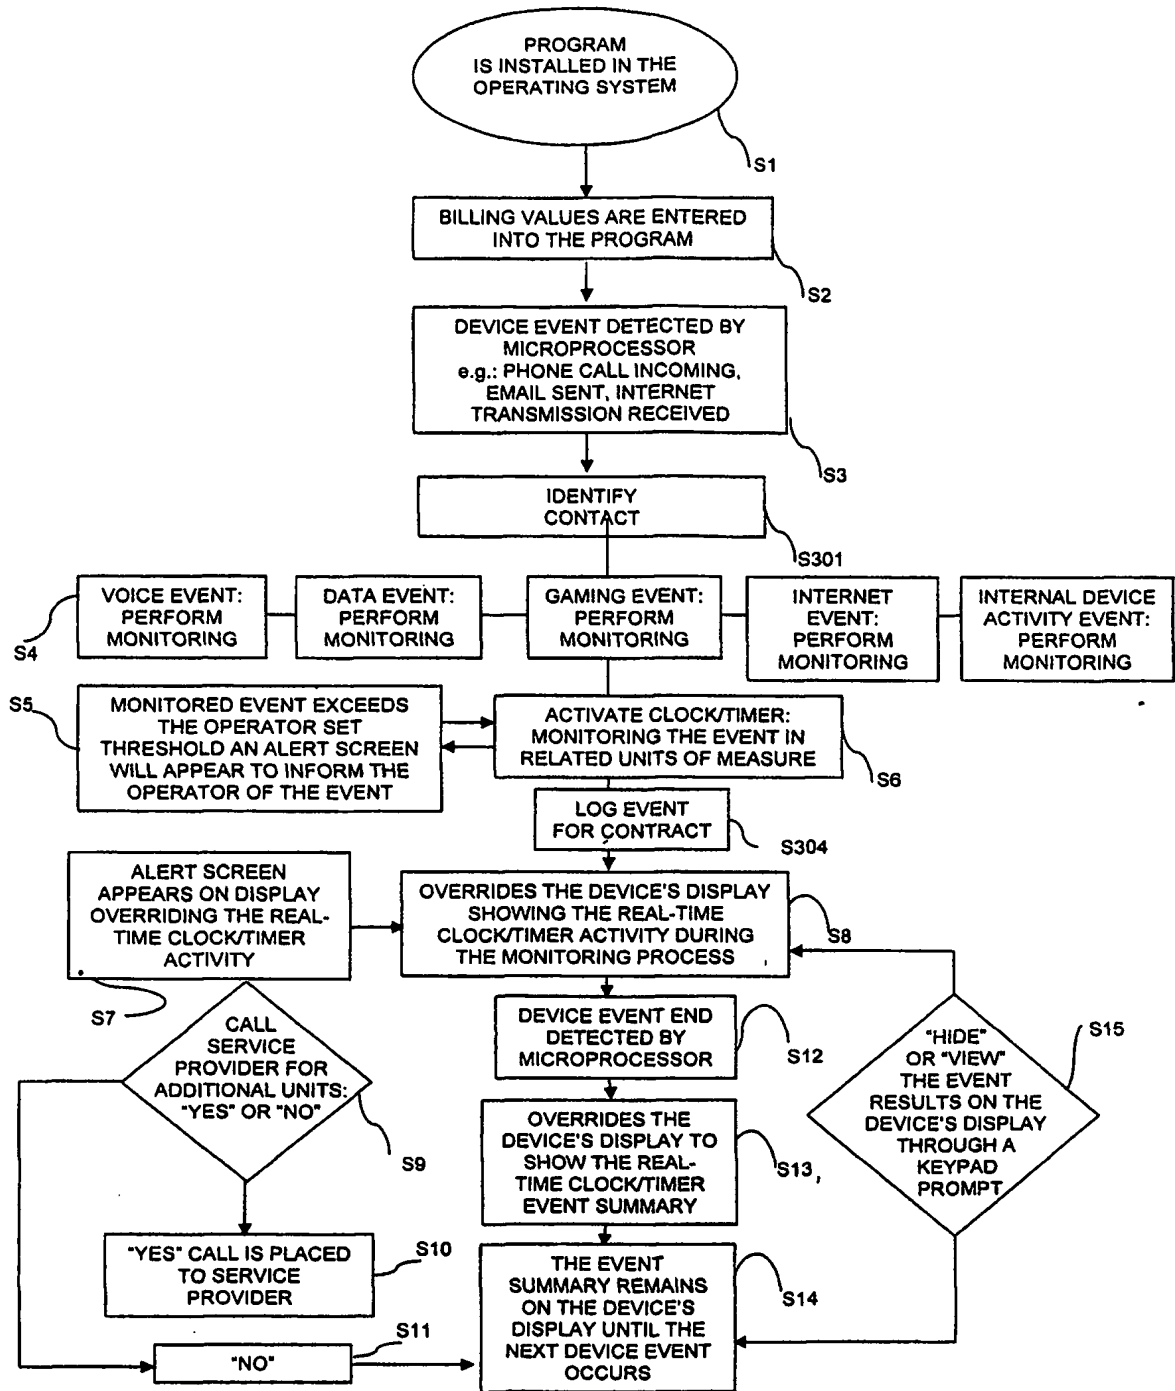 PROGRAM
IS INSTALLED IN THE
OPERATING SYSTEM
S1
BILLING VALUES ARE ENTERED
INTO THE PROGRAM
S2
DEVICE EVENT DETECTED BY
MICROPROCESSOR
e.g.: PHONE CALL INCOMING,
EMAIL SENT, INTERNET
TRANSMISSION RECEIVED
S3
IDENTIFY
CONTACT
S301
VOICE EVENT:
PERFORM
MONITORING
S4
DATA EVENT:
PERFORM
MONITORING
GAMING EVENT:
PERFORM
MONITORING
INTERNET
EVENT:
PERFORM
MONITORING
INTERNAL DEVICE
ACTIVITY EVENT:
PERFORM
MONITORING
S5
MONITORED EVENT EXCEEDS
THE OPERATOR SET
THRESHOLD AN ALERT SCREEN
WILL APPEAR TO INFORM THE
OPERATOR OF THE EVENT
ACTIVATE CLOCK/TIMER:
MONITORING THE EVENT IN
RELATED UNITS OF MEASURE
S6
LOG EVENT
FOR CONTRACT
S304
ALERT SCREEN
APPEARS ON DISPLAY
OVERRIDING THE REAL-
TIME CLOCK/TIMER
ACTIVITY
S7
OVERRIDES THE DEVICE'S DISPLAY
SHOWING THE REAL-TIME
CLOCK/TIMER ACTIVITY DURING
THE MONITORING PROCESS
S8
CALL
SERVICE
PROVIDER FOR
ADDITIONAL UNITS:
"YES" OR "NO"
S9
DEVICE EVENT END
DETECTED BY
MICROPROCESSOR
S12
"HIDE"
OR "VIEW"
THE EVENT
RESULTS ON THE
DEVICE'S DISPLAY
THROUGH A
KEYPAD
PROMPT
S15
OVERRIDES THE
DEVICE'S DISPLAY TO
SHOW THE REAL-
TIME CLOCK/TIMER
EVENT SUMMARY
S13,
"YES" CALL IS PLACED
TO SERVICE
PROVIDER
S10
THE EVENT
SUMMARY REMAINS
ON THE DEVICE'S
DISPLAY UNTIL THE
NEXT DEVICE EVENT
OCCURS
S14
S11
"NO"